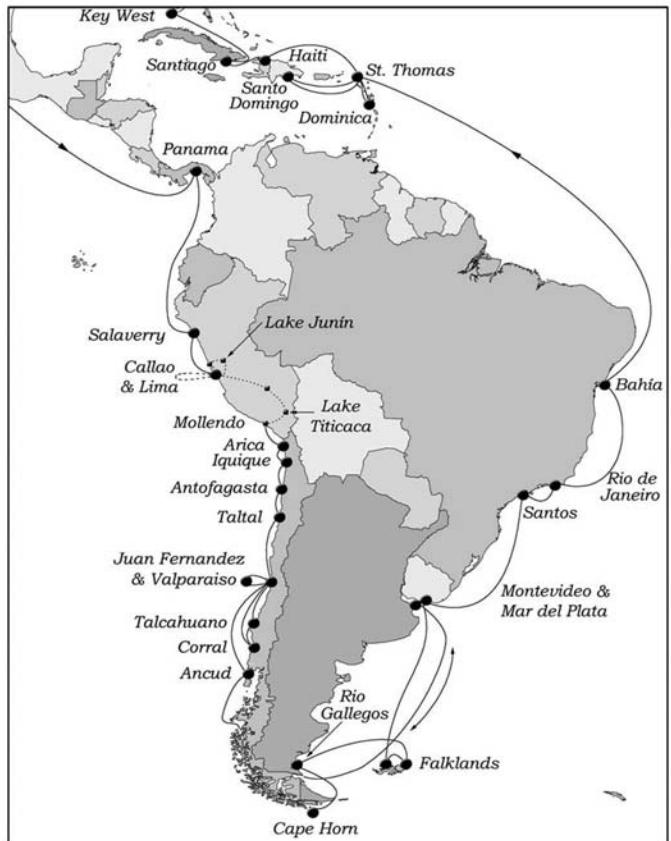 Key West
Haiti
Santiago
St. Thomas
Santo
Domingo
Dominica
Panama
Lake Junín
Salaverry
Callao
& Lima
Lake
Titicaca
Bahía
Mollendo
Arica
Iquique
Rio de
Janeiro
Antofagasta
Santos
Taltal
Juan Fernandez
& Valparaiso
Montevideo &
Mar del Plata
Talcahuano
Corral
Ancud
Rio
Gallegos
Falklands
Cape Horn